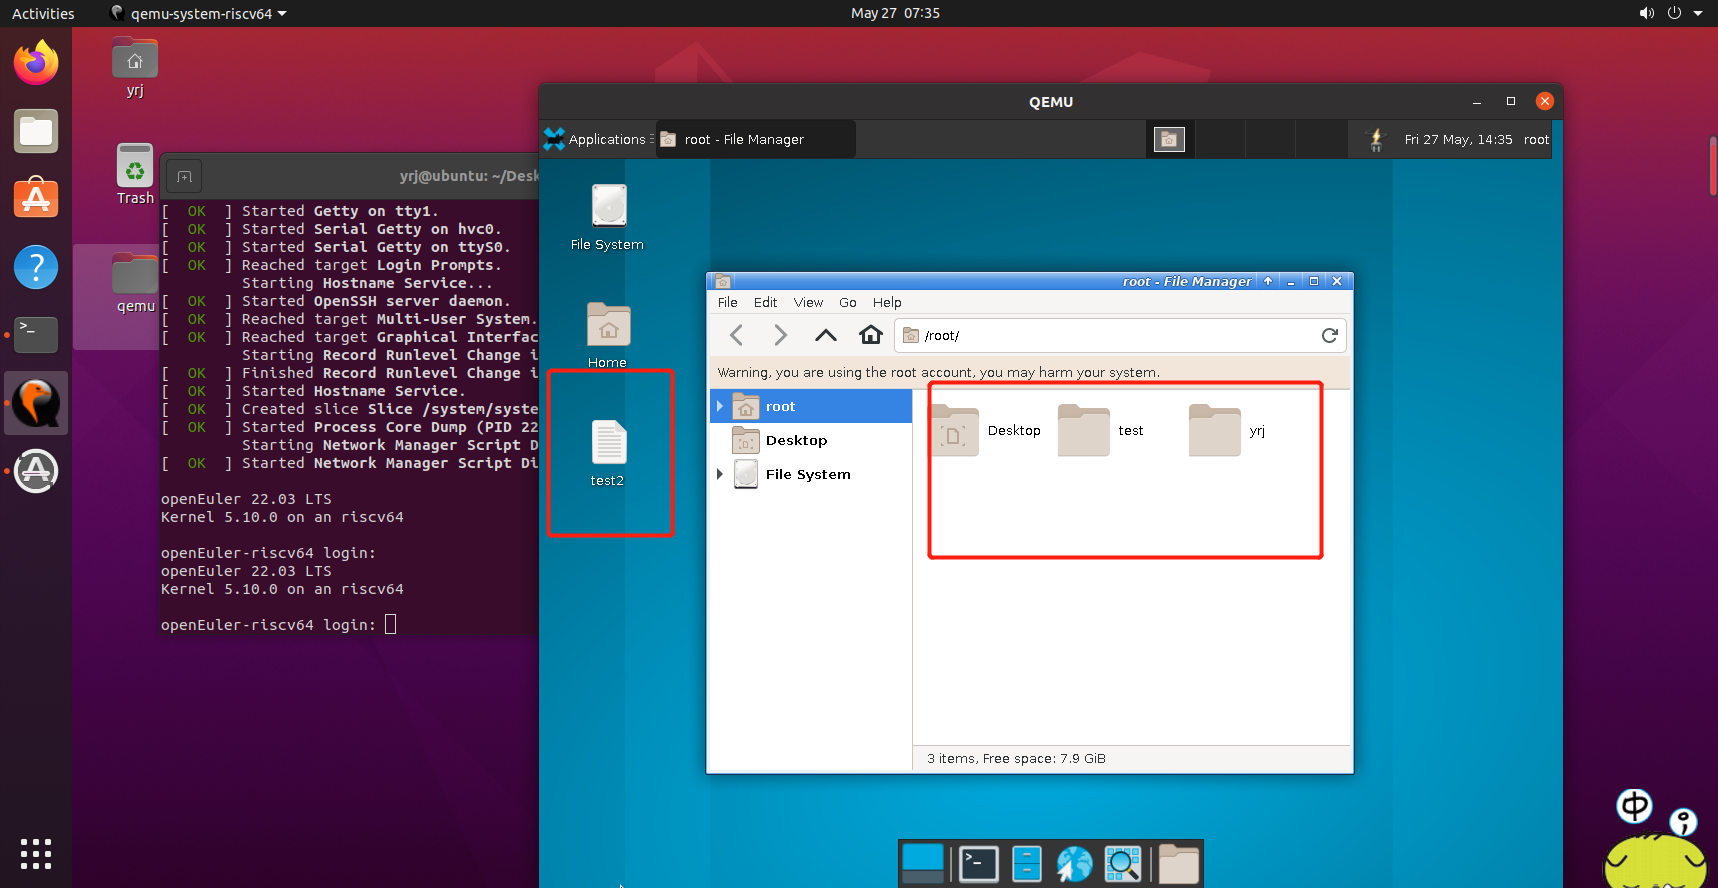 Activities
qemu-system-riscv64
May 27 07:35
yrj
Trash
qemu
yrj@ubuntu: ~/Desk
[  OK  ] Started Getty on tty1.
[  OK  ] Started Serial Getty on hvc0.
[  OK  ] Started Serial Getty on ttyS0.
[  OK  ] Reached target Login Prompts.
Starting Hostname Service...
[  OK  ] Started OpenSSH server daemon.
[  OK  ] Reached target Multi-User System.
[  OK  ] Reached target Graphical Interfac
Starting Record Runlevel Change i
[  OK  ] Finished Record Runlevel Change i
[  OK  ] Started Hostname Service.
[  OK  ] Created slice Slice /system/syste
[  OK  ] Started Process Core Dump (PID 22
Starting Network Manager Script D
[  OK  ] Started Network Manager Script Di
openEuler 22.03 LTS
Kernel 5.10.0 on an riscv64
openEuler-riscv64 login:
openEuler 22.03 LTS
Kernel 5.10.0 on an riscv64
openEuler-riscv64 login:
QEMU
Applications
root - File Manager
Fri 27 May, 14:35
root
File System
Home
test2
root - File Manager
File Edit View Go Help
/root/
Warning, you are using the root account, you may harm your system.
root
Desktop
File System
Desktop
test
yrj
3 items, Free space: 7.9 GiB
中
;